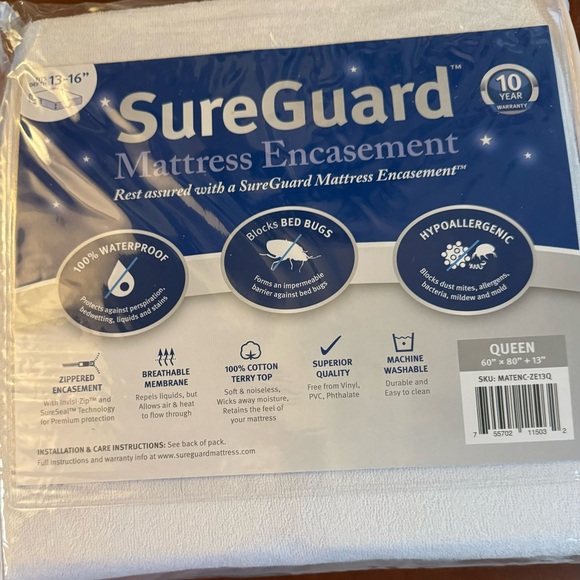 13-16"
SureGuard™
Mattress Encasement
Rest assured with a SureGuard Mattress Encasement™
10
YEAR
WARRANTY
100% WATERPROOF
Protects against perspiration,
bedwetting, liquids and stains
Blocks BED BUGS
forms an impermeable
barrier against bed bugs
HYPOALLERGENIC
Blocks dust mites, allergens,
bacteria, mildew and mold
ZIPPERED
ENCASEMENT
With Invisi-Zip™ and
SureSeal™ Technology
for Premium protection
BREATHABLE
MEMBRANE
Repels liquids, but
Allows air & heat
to flow through
100% COTTON
TERRY TOP
Soft & noiseless,
Wicks away moisture,
Retains the feel of
your mattress
SUPERIOR
QUALITY
Free from Vinyl,
PVC, Phthalate
MACHINE
WASHABLE
Durable and
Easy to clean
QUEEN
60" × 80" + 13"
SKU: MATENC-ZE13Q
7 55702 11503 2
INSTALLATION & CARE INSTRUCTIONS: See back of pack.
Full instructions and warranty info at www.sureguardmattress.com